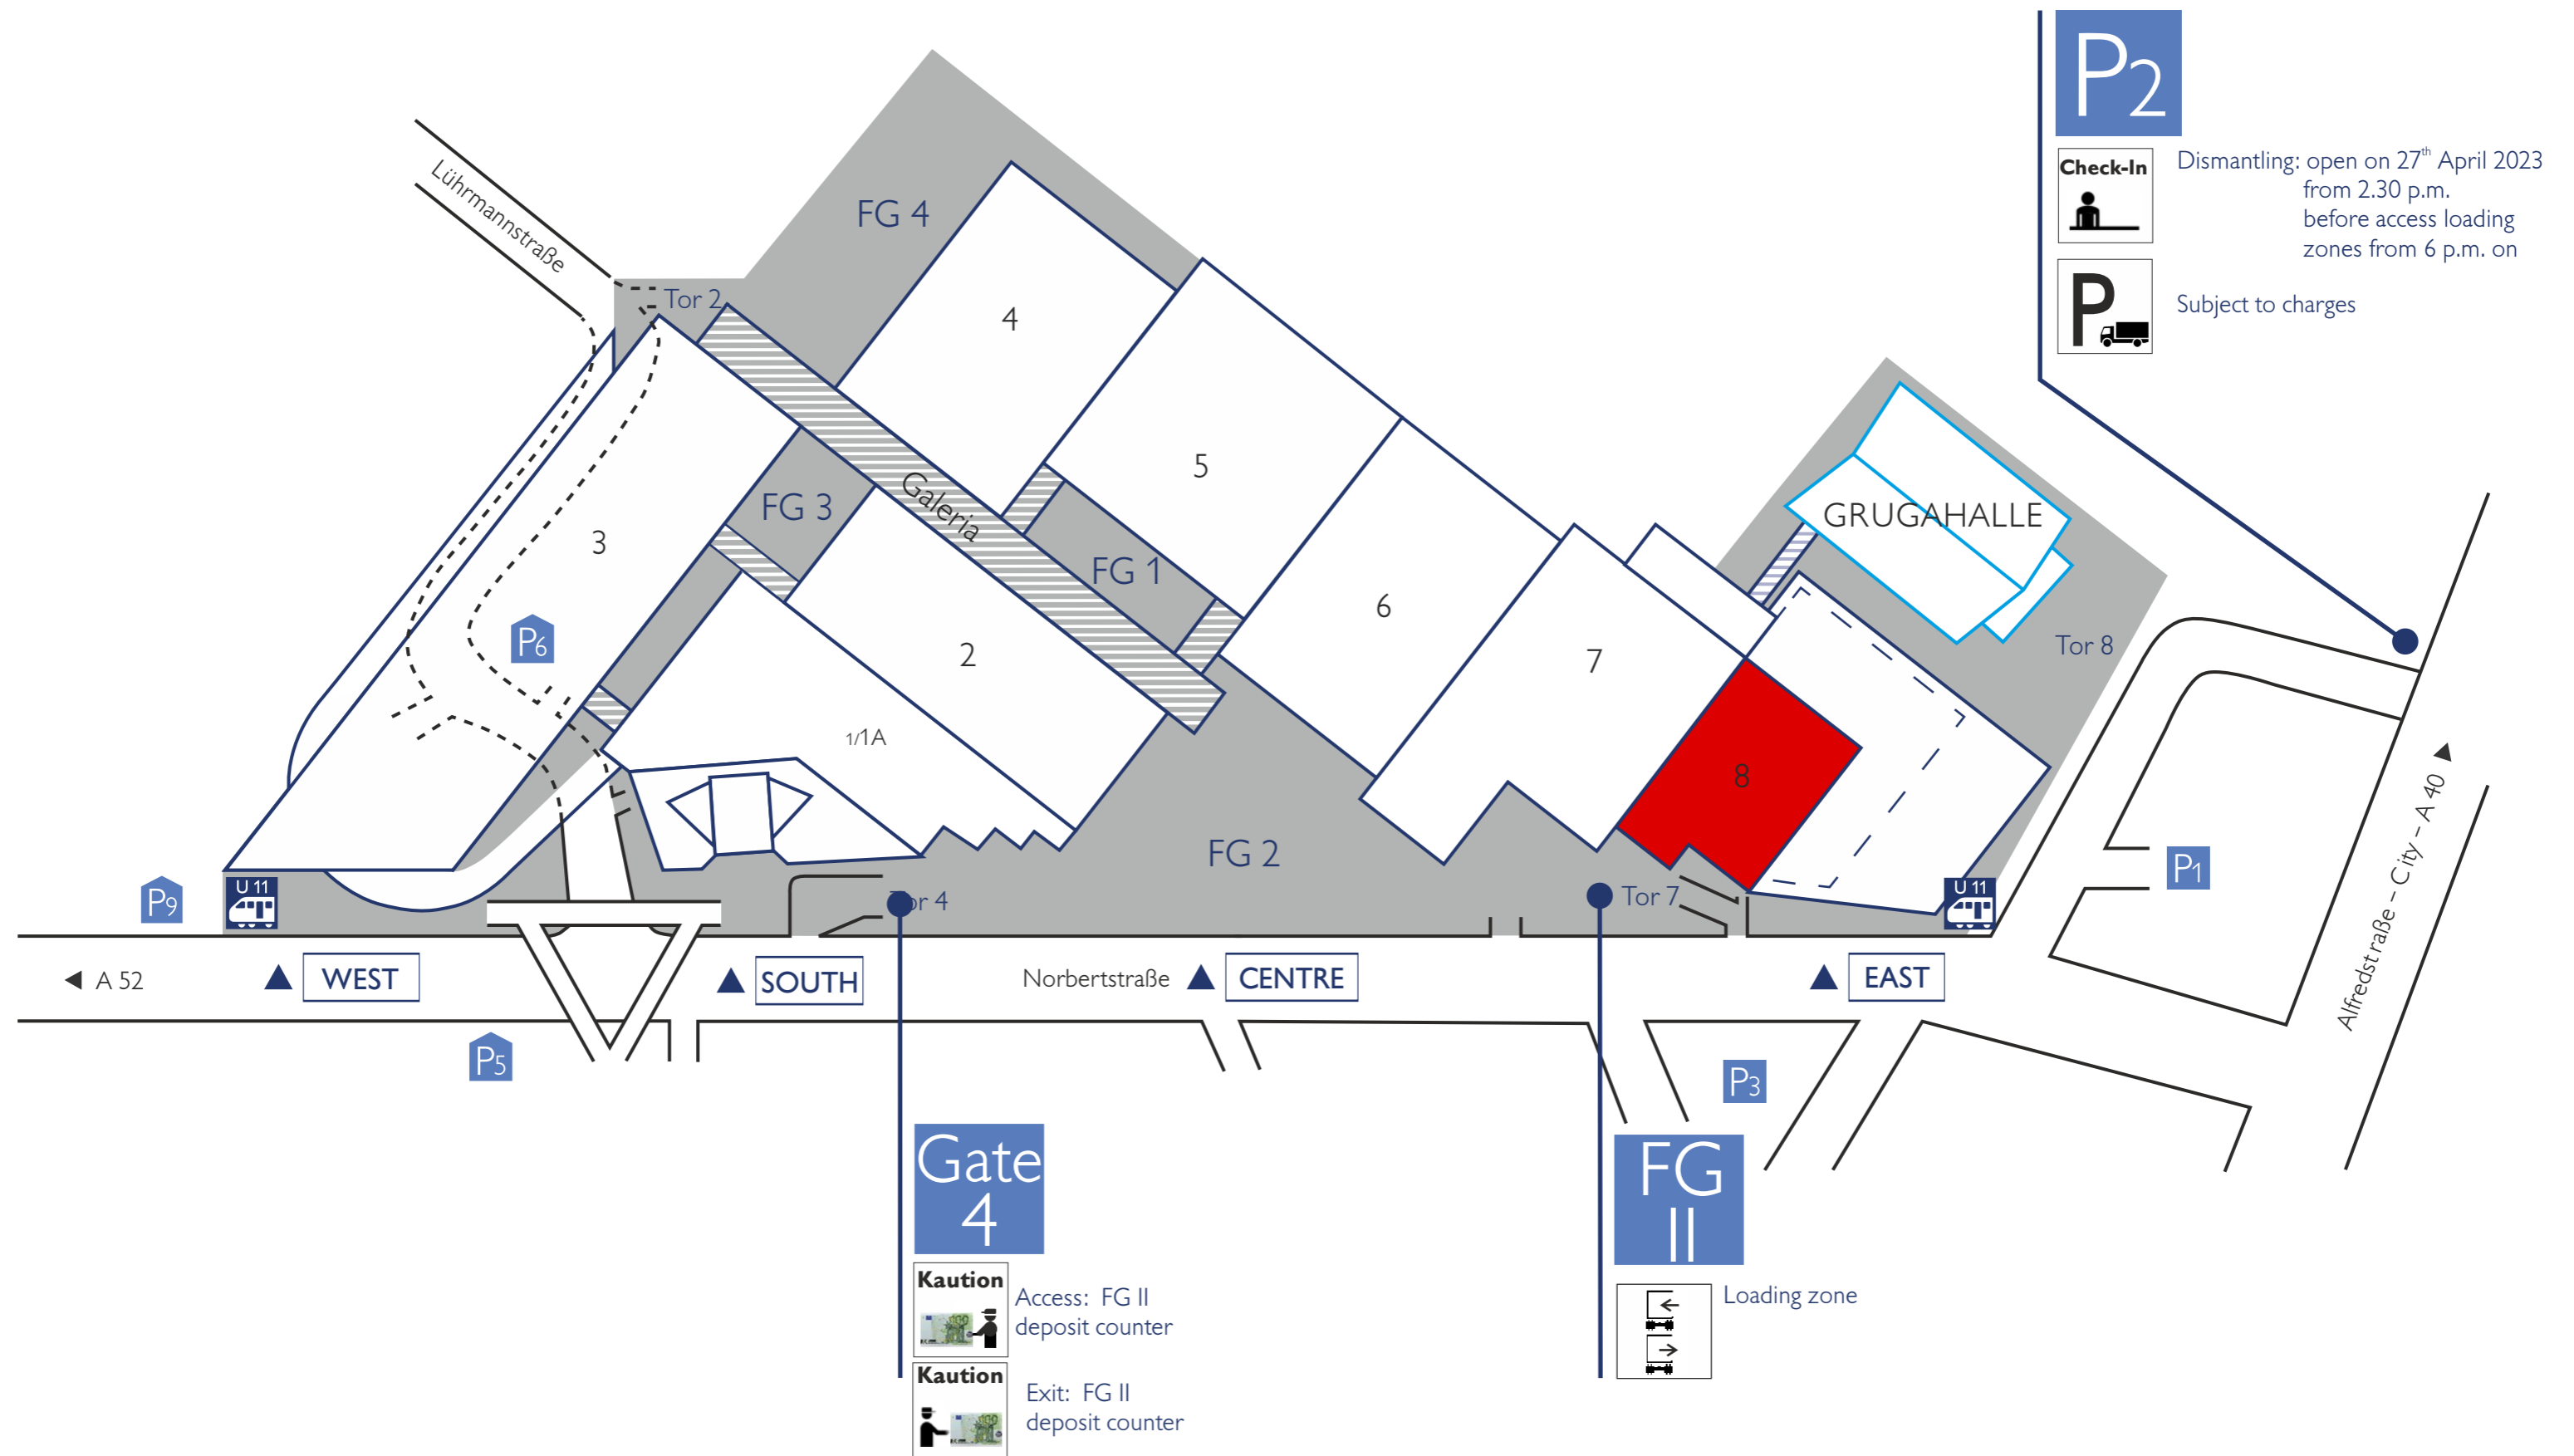 P2
Check-In
Dismantling: open on 27th April 2023
from 2.30 p.m.
before access loading
zones from 6 p.m. on
P
Subject to charges
Lührmannstraße
FG 4
Tor 2
4
5
Galeria
FG 3
3
FG 1
GRUGAHALLE
6
P6
2
7
Tor 8
1/1A
8
FG 2
P1
Alfredstraße – City – A 40
P9
U 11
Tor 4
Tor 7
U 11
A 52
WEST
SOUTH
Norbertstraße
CENTRE
EAST
P5
P3
Gate
4
FG
II
Kaution
Access: FG II
deposit counter
Loading zone
Kaution
Exit: FG II
deposit counter